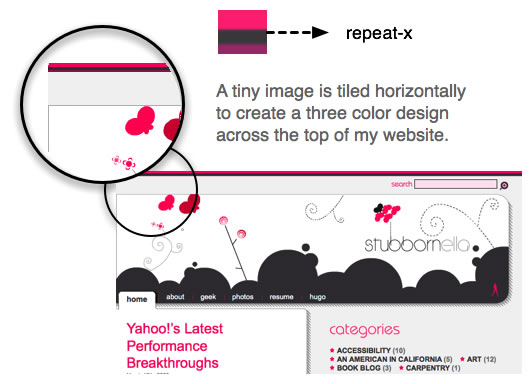 repeat-x
A tiny image is tiled horizontally
to create a three color design
across the top of my website.
search
stubbornella
home about geek photos resume hugo
Yahoo!'s Latest
Performance
Breakthroughs
categories
ACCESSIBILITY (10)
AN AMERICAN IN CALIFORNIA (5) ART (12)
BOOK BLOG (3) CARPENTRY (1)